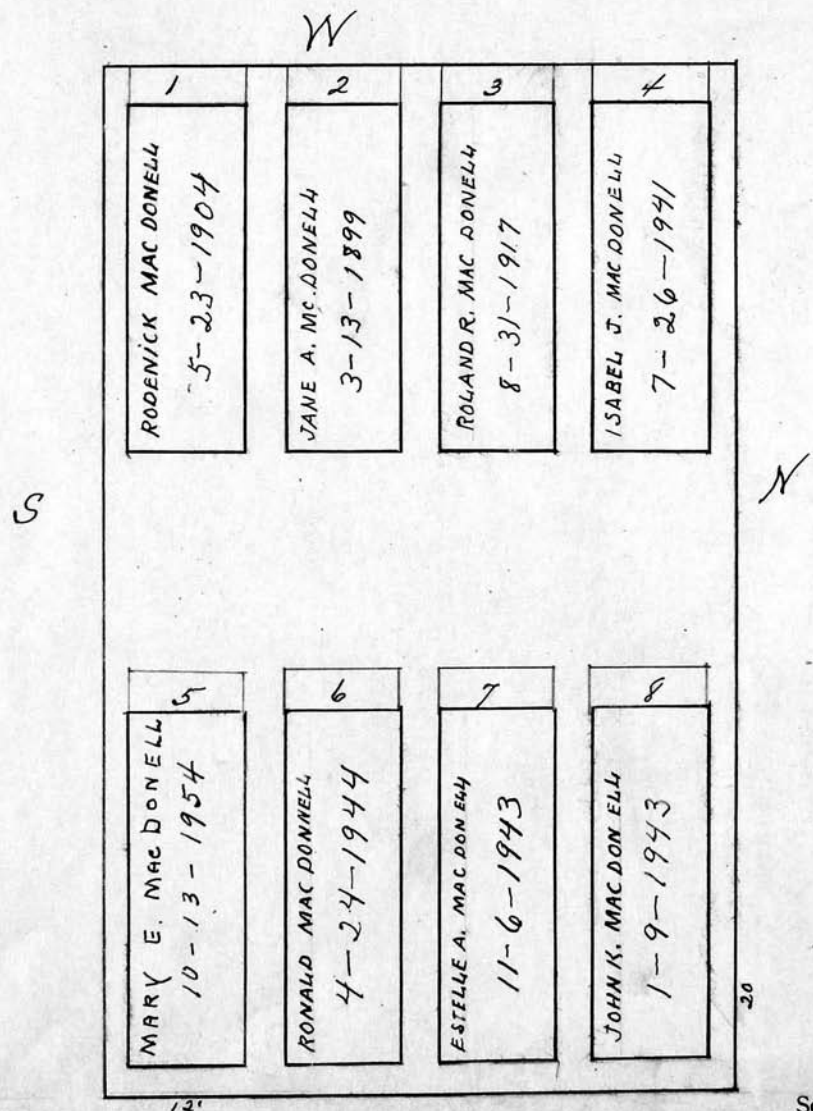 W
1
RODENICK MAC DONELL
5-23-1904
2
JANE A. MC.DONELL
3-13-1899
3
ROLAND R. MAC DONELL
8-31-1917
4
ISABEL J. MAC DONELL
7-26-1941
S
N
5
MARY E. MAC DONELL
10-13-1954
6
RONALD MAC DONNELL
4-24-1944
7
ESTELLE A. MAC DONELL
11-6-1943
8
JOHN K. MAC DONELL
1-9-1943
20
12'